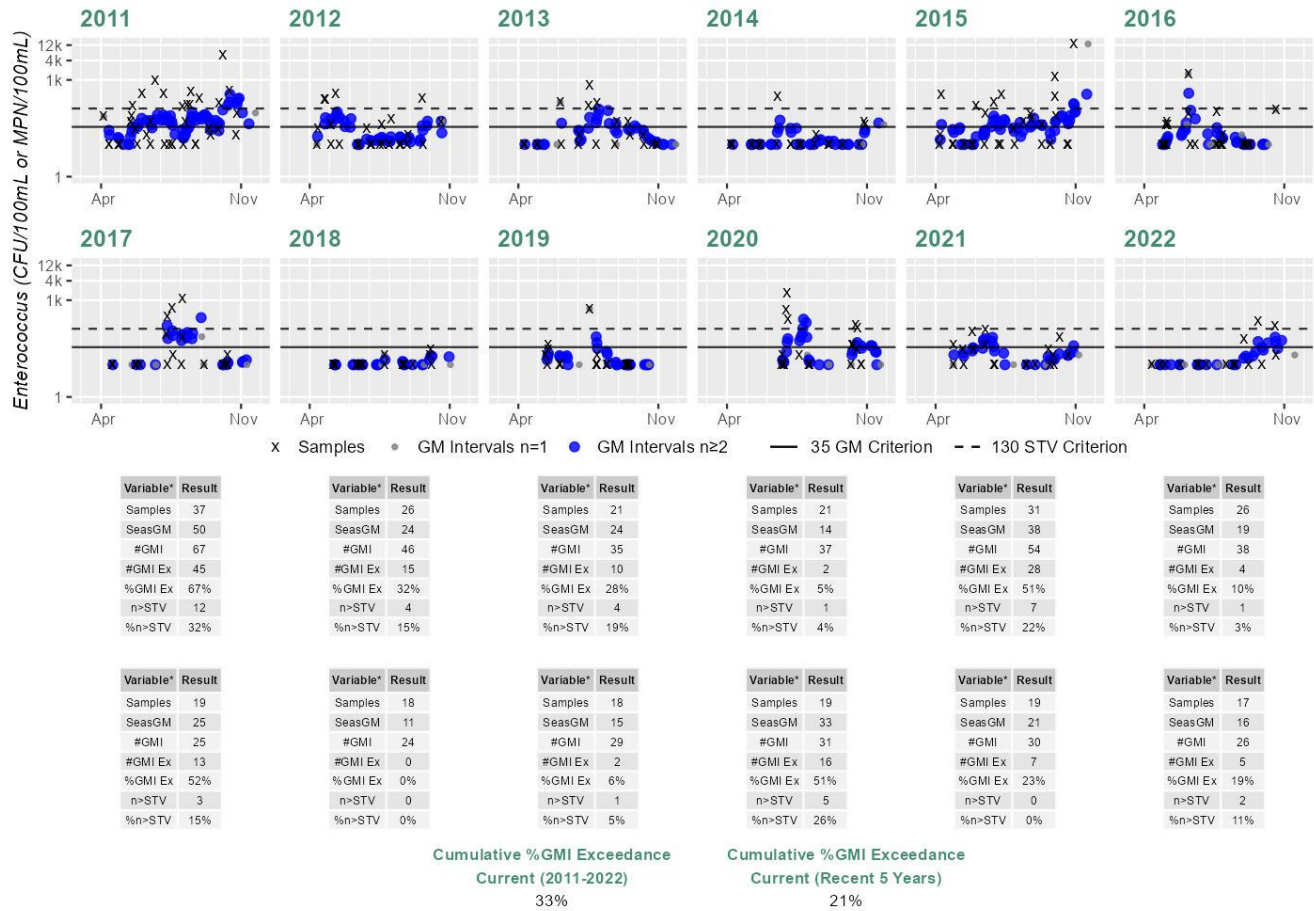 2011 2012 2013 2014 2015 2016
12k
4k
1k
1
Apr Nov Apr Nov Apr Nov Apr Nov Apr Nov Apr Nov
Enterococcus (CFU/100mL or MPN/100mL)
2017 2018 2019 2020 2021 2022
12k
4k
1k
1
Apr Nov Apr Nov Apr Nov Apr Nov Apr Nov Apr Nov
x Samples GM Intervals n=1 GM Intervals n≥2 35 GM Criterion 130 STV Criterion
Variable* Result Variable* Result Variable* Result Variable* Result Variable* Result Variable* Result
Samples 37 Samples 26 Samples 21 Samples 21 Samples 31 Samples 26
SeasGM 50 SeasGM 24 SeasGM 24 SeasGM 14 SeasGM 38 SeasGM 19
#GMI 67 #GMI 46 #GMI 35 #GMI 37 #GMI 54 #GMI 38
#GMI Ex 45 #GMI Ex 15 #GMI Ex 10 #GMI Ex 2 #GMI Ex 28 #GMI Ex 4
%GMI Ex 67% %GMI Ex 32% %GMI Ex 28% %GMI Ex 5% %GMI Ex 51% %GMI Ex 10%
n>STV 12 n>STV 4 n>STV 4 n>STV 1 n>STV 7 n>STV 1
%n>STV 32% %n>STV 15% %n>STV 19% %n>STV 4% %n>STV 22% %n>STV 3%
Variable* Result Variable* Result Variable* Result Variable* Result Variable* Result Variable* Result
Samples 19 Samples 18 Samples 18 Samples 19 Samples 19 Samples 17
SeasGM 25 SeasGM 11 SeasGM 15 SeasGM 33 SeasGM 21 SeasGM 16
#GMI 25 #GMI 24 #GMI 29 #GMI 31 #GMI 30 #GMI 26
#GMI Ex 13 #GMI Ex 0 #GMI Ex 2 #GMI Ex 16 #GMI Ex 7 #GMI Ex 5
%GMI Ex 52% %GMI Ex 0% %GMI Ex 6% %GMI Ex 51% %GMI Ex 23% %GMI Ex 19%
n>STV 3 n>STV 0 n>STV 1 n>STV 5 n>STV 0 n>STV 2
%n>STV 15% %n>STV 0% %n>STV 5% %n>STV 26% %n>STV 0% %n>STV 11%
Cumulative %GMI Exceedance Cumulative %GMI Exceedance
Current (2011-2022) Current (Recent 5 Years)
33% 21%